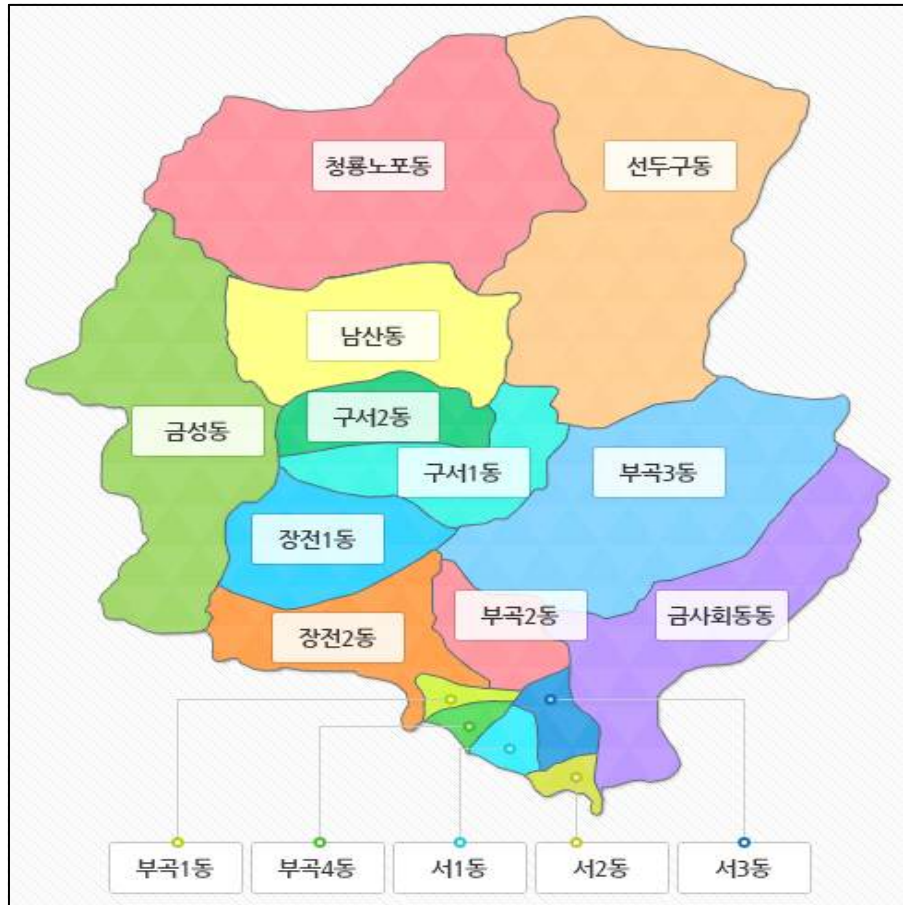 청룡노포동
선두구동
남산동
구서2동
금성동
구서1동
부곡3동
장전1동
장전2동
부곡2동
금사회동동
부곡1동
부곡4동
서1동
서2동
서3동